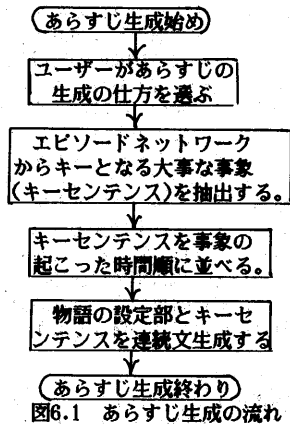 あらすじ生成始め
ユーザーがあらすじの
生成の仕方を選ぶ
エピソードネットワーク
からキーとなる大事な事象
(キーセンテンス)を抽出する。
キーセンテンスを事象の
起こった時間順に並べる。
物語の設定部とキーセ
ンテンスを連続文生成する
あらすじ生成終わり
図6.1 あらすじ生成の流れ